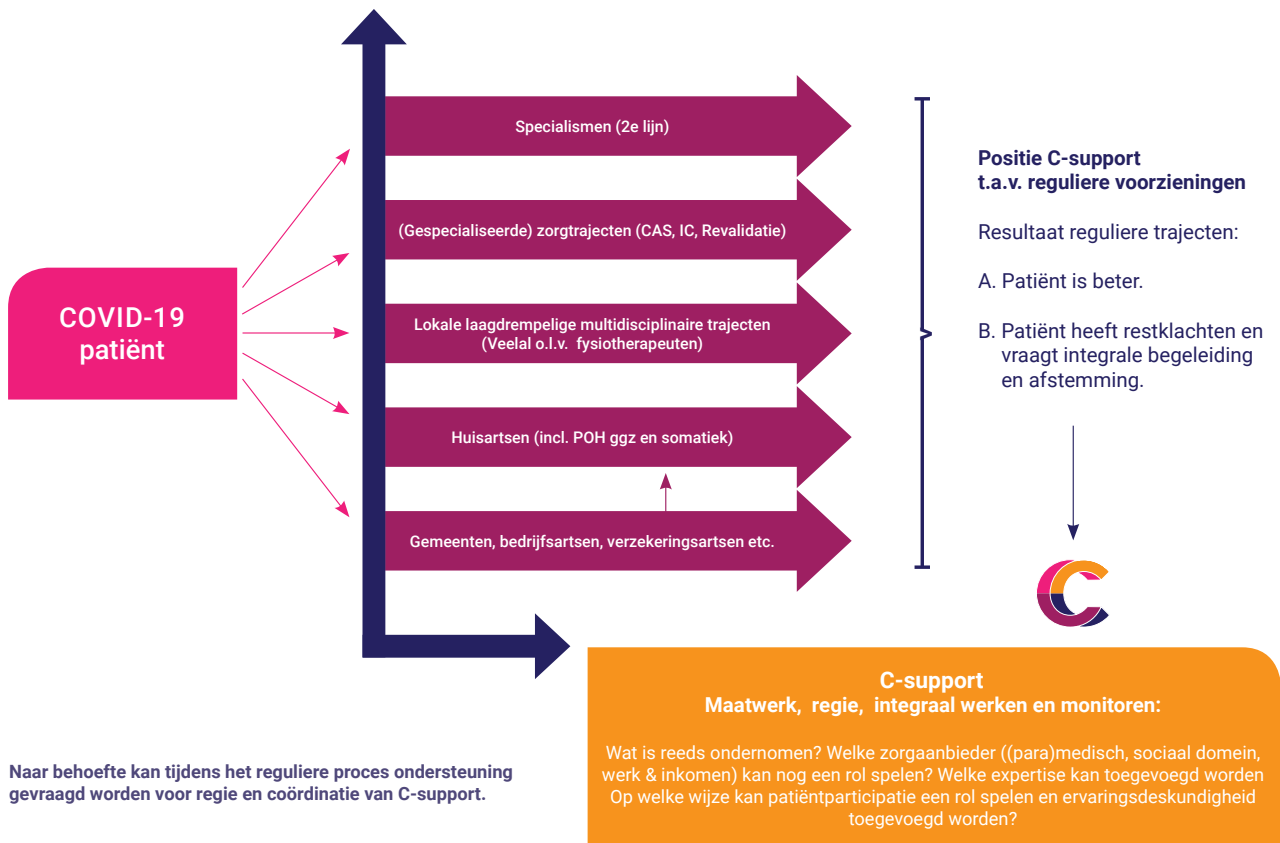 COVID-19
patiënt
Specialismen (2e lijn)
(Gespecialiseerde) zorgtrajecten (CAS, IC, Revalidatie)
Lokale laagdrempelige multidisciplinaire trajecten
(Veelal o.l.v. fysiotherapeuten)
Huisartsen (incl. POH ggz en somatiek)
Gemeenten, bedrijfsartsen, verzekeringsartsen etc.
Positie C-support
t.a.v. reguliere voorzieningen
Resultaat reguliere trajecten:
A. Patiënt is beter.
B. Patiënt heeft restklachten en
vraagt integrale begeleiding
en afstemming.
C-support
Maatwerk, regie, integraal werken en monitoren:
Wat is reeds ondernomen? Welke zorgaanbieder ((para)medisch, sociaal domein,
werk & inkomen) kan nog een rol spelen? Welke expertise kan toegevoegd worden
Op welke wijze kan patiëntparticipatie een rol spelen en ervaringsdeskundigheid
toegevoegd worden?
Naar behoefte kan tijdens het reguliere proces ondersteuning
gevraagd worden voor regie en coördinatie van C-support.